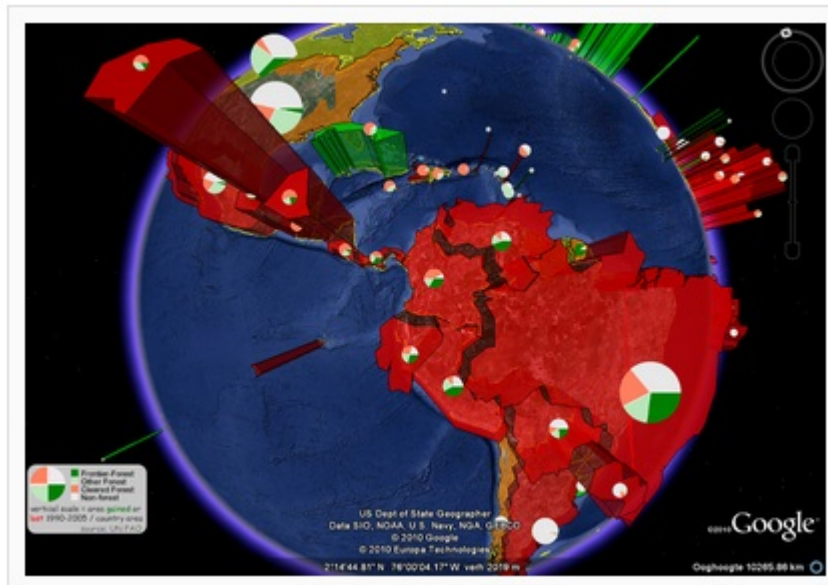 Frontier-Forest
Other Forest
Cleared Forest
Non-forest
vertical scale = area gained or
lost 1990-2005 / country area
source: UN FAO
US Dept of State Geographer
Data SIO, NOAA, U.S. Navy, NGA, GEBCO
© 2010 Google
© 2010 Europa Technologies
2°14'44.81" N 76°00'04.17" W verh 2019 m
©2010 Google
Ooghoogte 10265.86 km